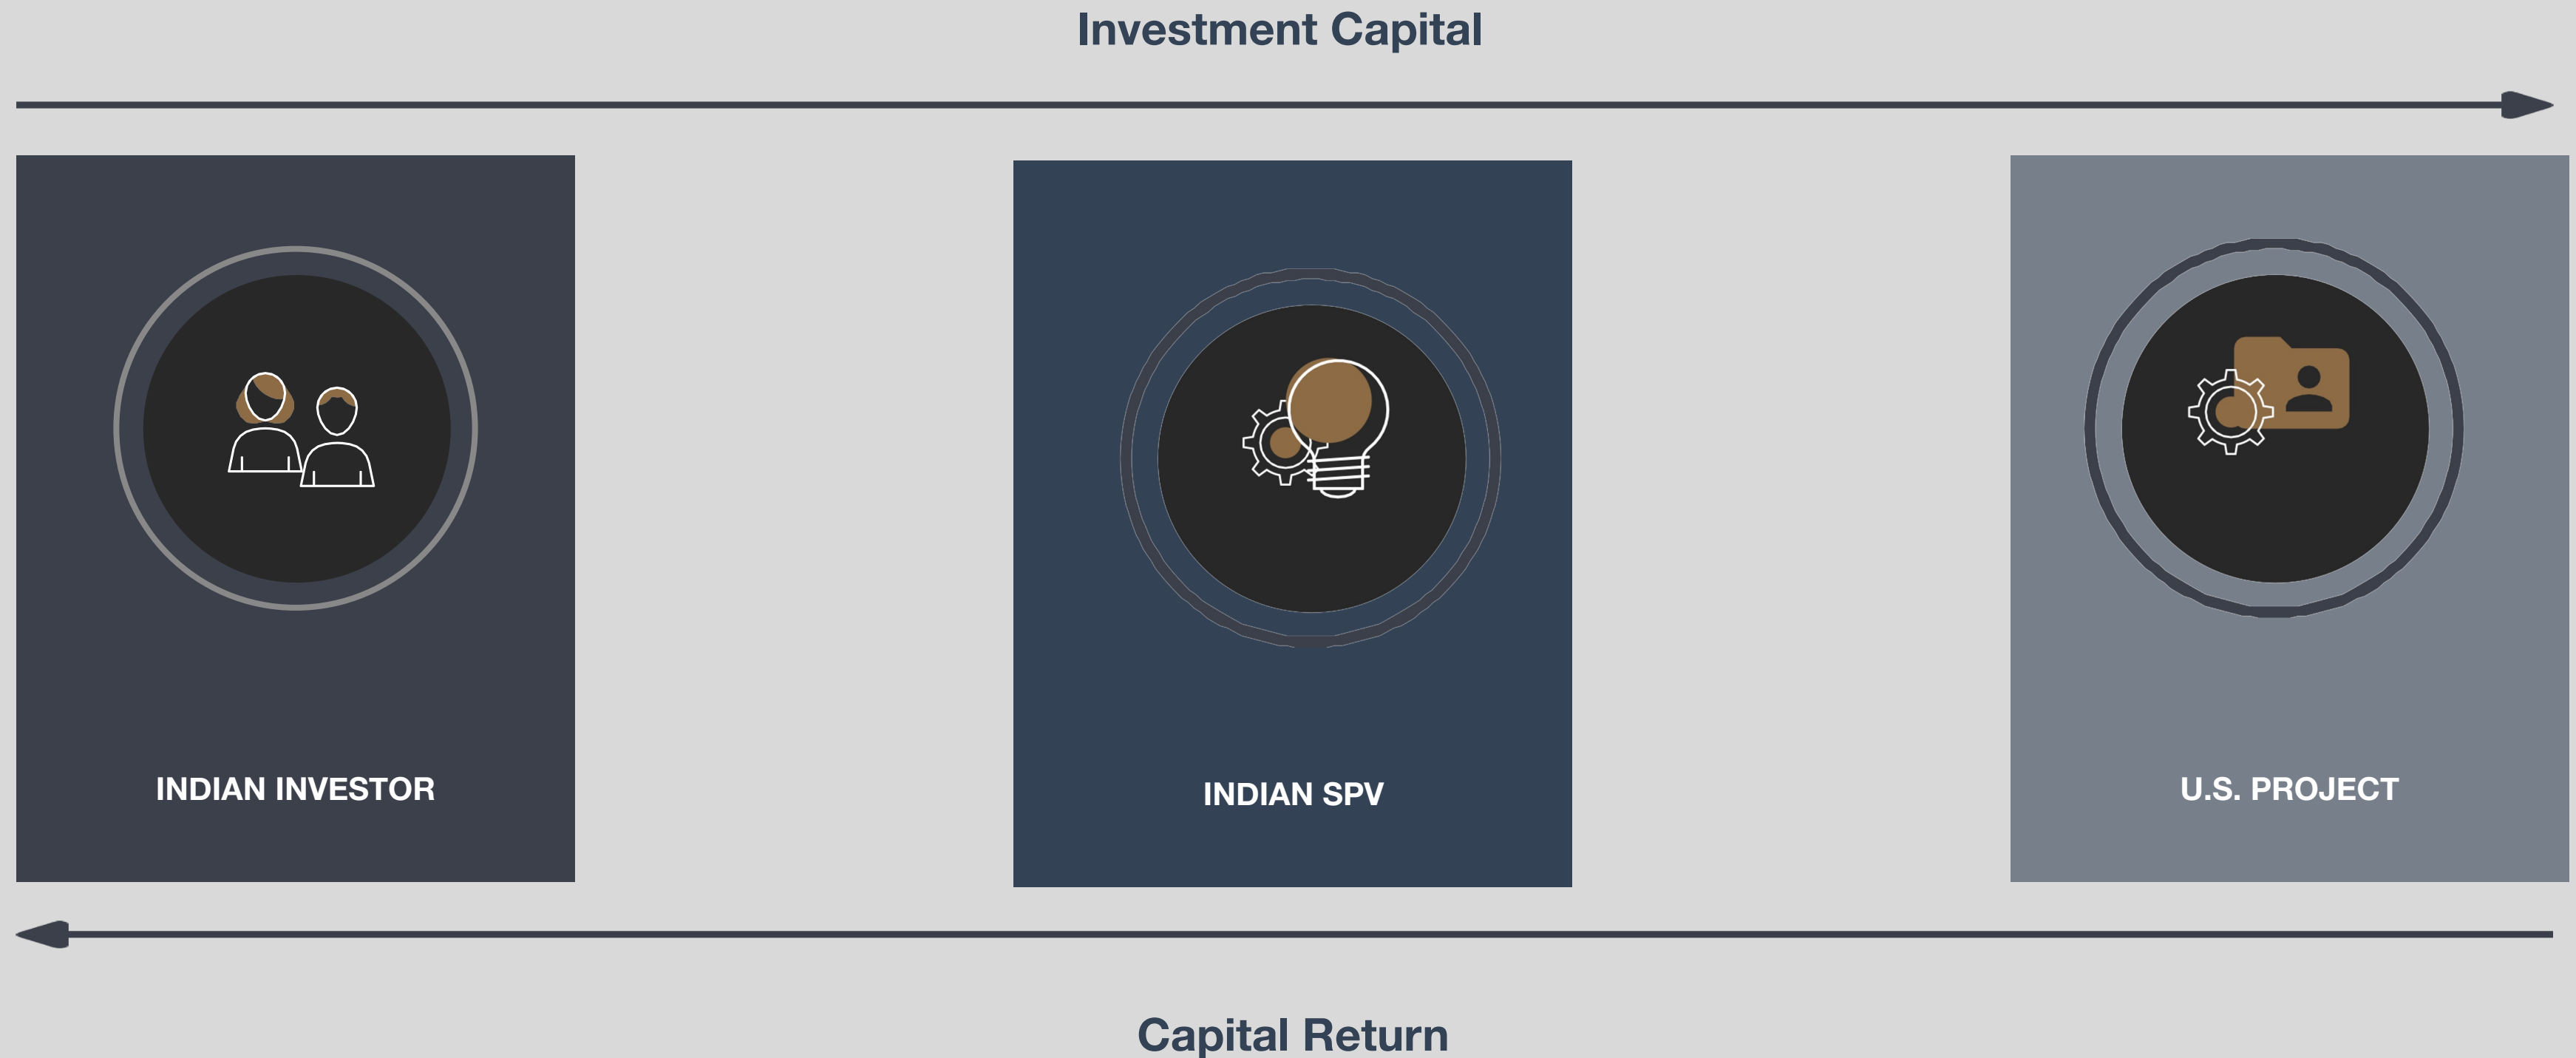 Investment Capital
INDIAN INVESTOR
INDIAN SPV
U.S. PROJECT
Capital Return